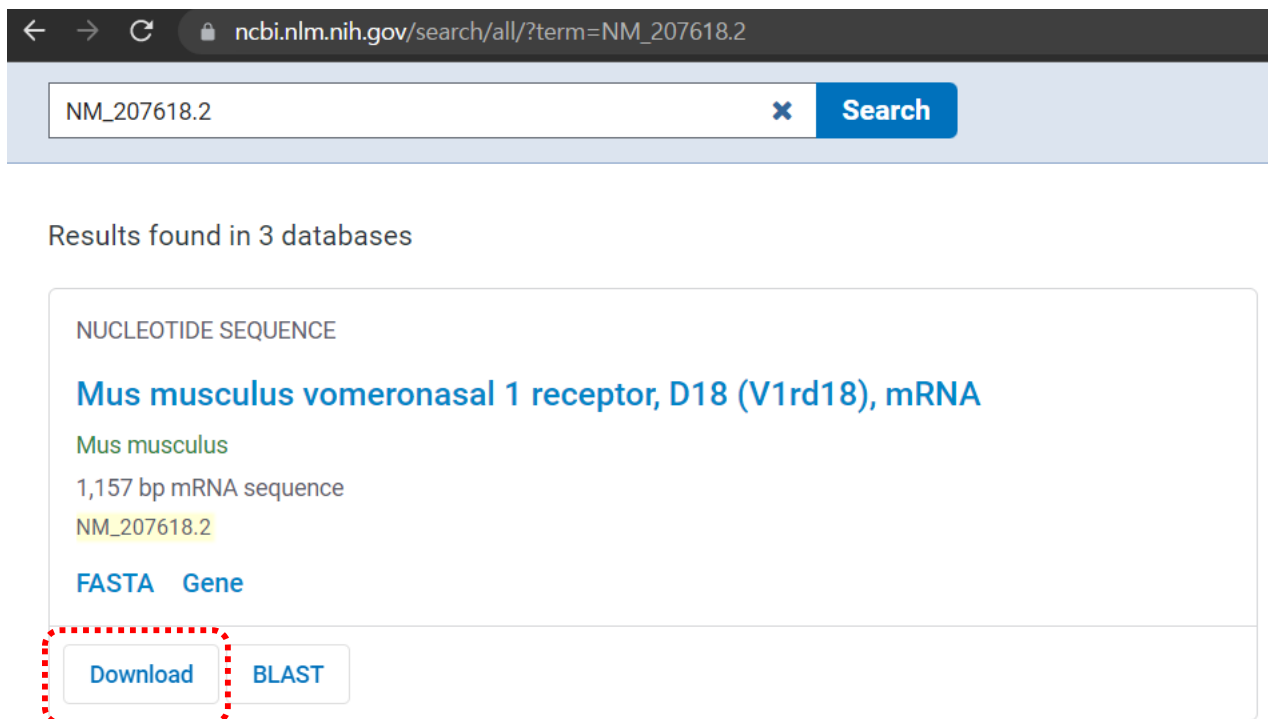 ncbi.nlm.nih.gov/search/all/?term=NM_207618.2
NM_207618.2
Search
Results found in 3 databases
NUCLEOTIDE SEQUENCE
Mus musculus vomeronasal 1 receptor, D18 (V1rd18), mRNA
Mus musculus
1,157 bp mRNA sequence
NM_207618.2
FASTA Gene
Download BLAST